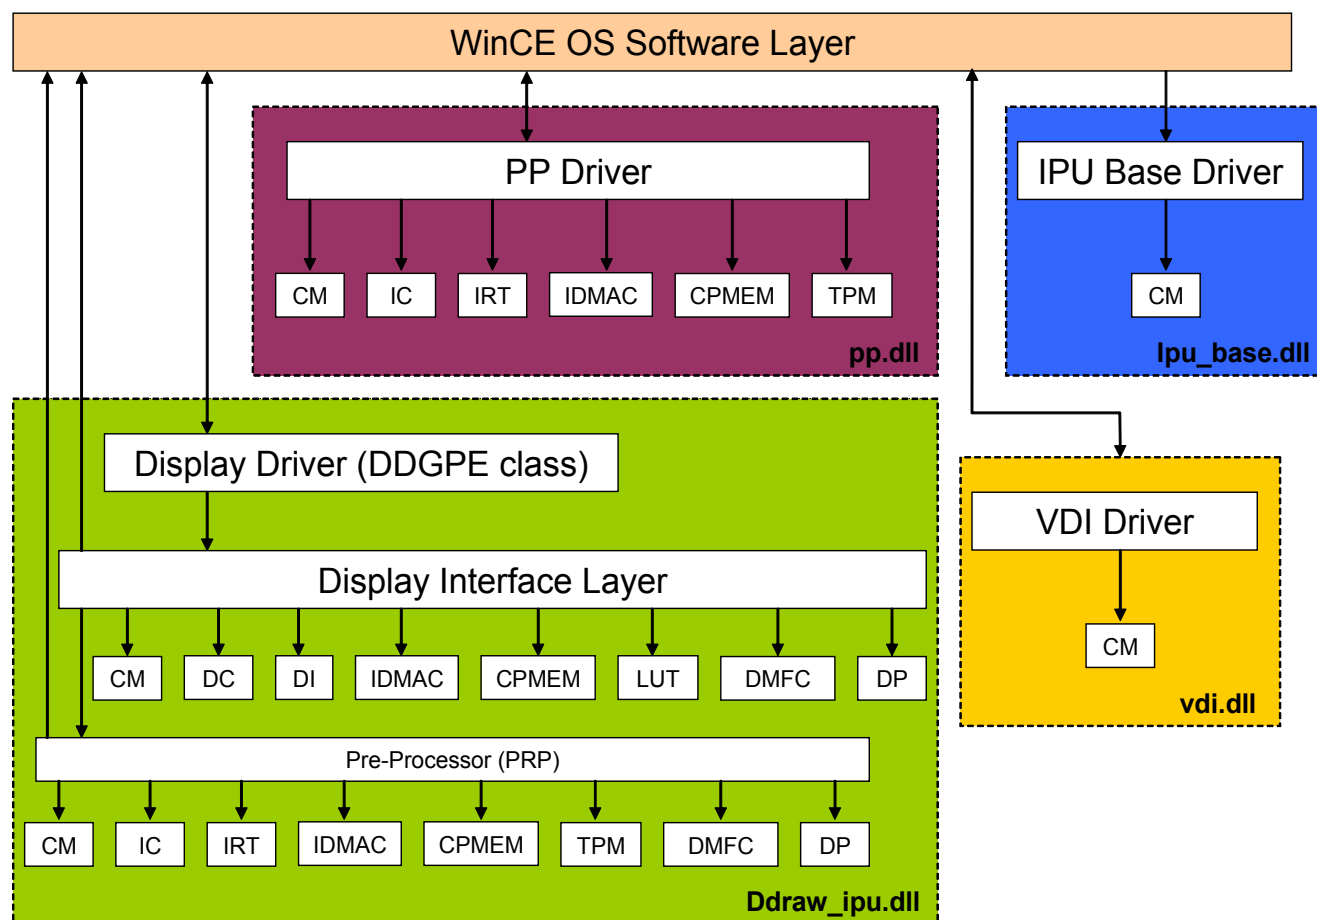 WinCE OS Software Layer
PP Driver
CM IC IRT IDMAC CPMEM TPM
pp.dll
IPU Base Driver
CM
Ipu_base.dll
Display Driver (DDGPE class)
Display Interface Layer
CM DC DI IDMAC CPMEM LUT DMFC DP
Pre-Processor (PRP)
CM IC IRT IDMAC CPMEM TPM DMFC DP
Ddraw_ipu.dll
VDI Driver
CM
vdi.dll